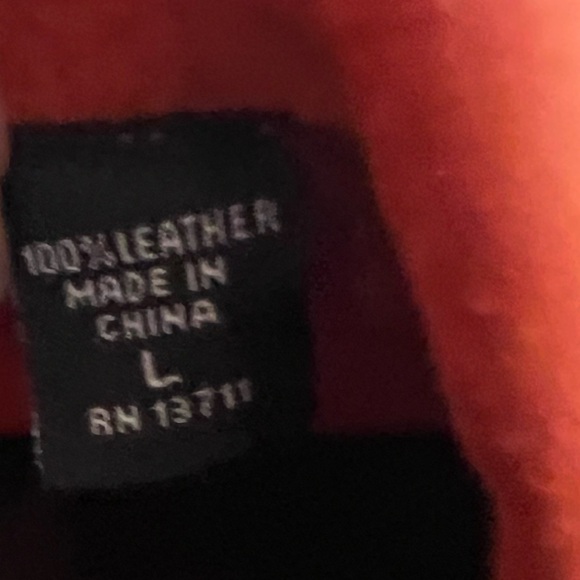 100% LEATHER
MADE IN
CHINA
L
RN 13711